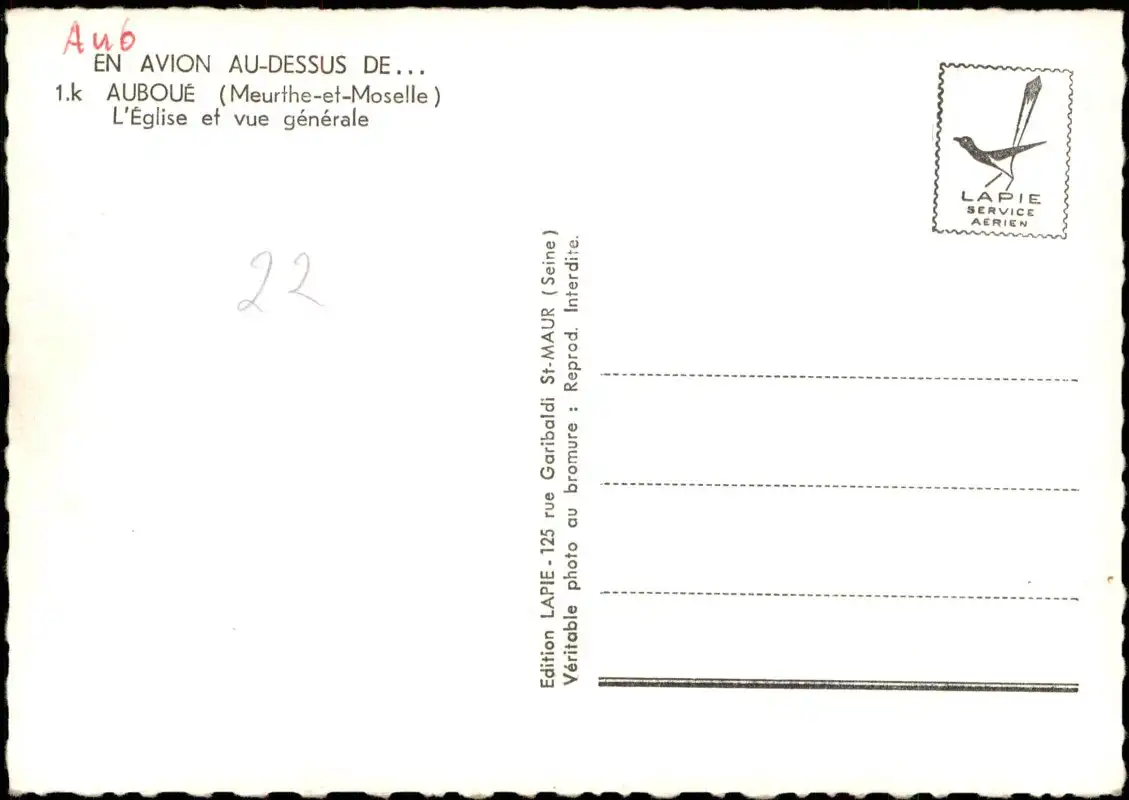 Aub
EN AVION AU-DESSUS DE...
1.k AUBOUÉ (Meurthe-et-Moselle)
L'Église et vue générale
LAPIE
SERVICE
AERIEN
22
Edition LAPIE - 125 rue Garibaldi St-MAUR (Seine)
Véritable photo au bromure : Reprod. Interdite.